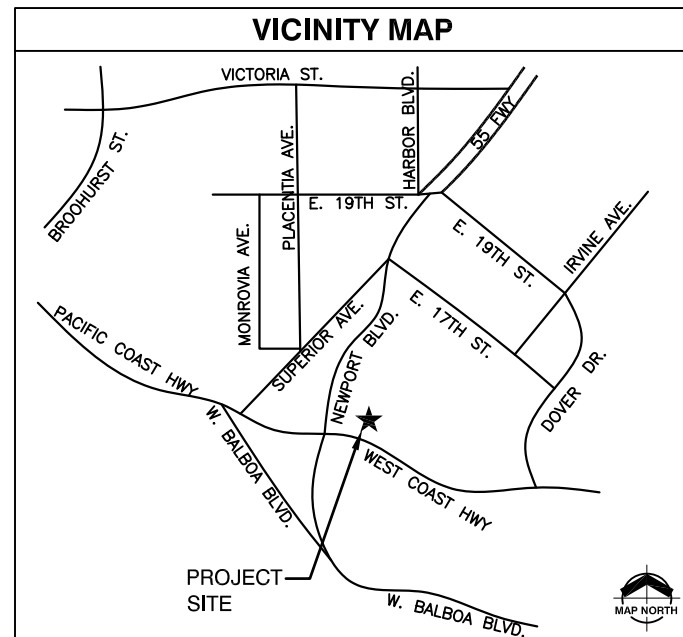 VICINITY MAP
VICTORIA ST.
BROOHURST ST.
PLACENTIA AVE.
HARBOR BLVD.
55 FWY
E. 19TH ST.
MONROVIA AVE.
E. 19TH ST.
IRVINE AVE.
PACIFIC COAST HWY
SUPERIOR AVE.
NEWPORT BLVD.
E. 17TH ST.
DOVER DR.
W. BALBOA BLVD.
WEST COAST HWY
PROJECT
SITE
W. BALBOA BLVD.
MAP NORTH